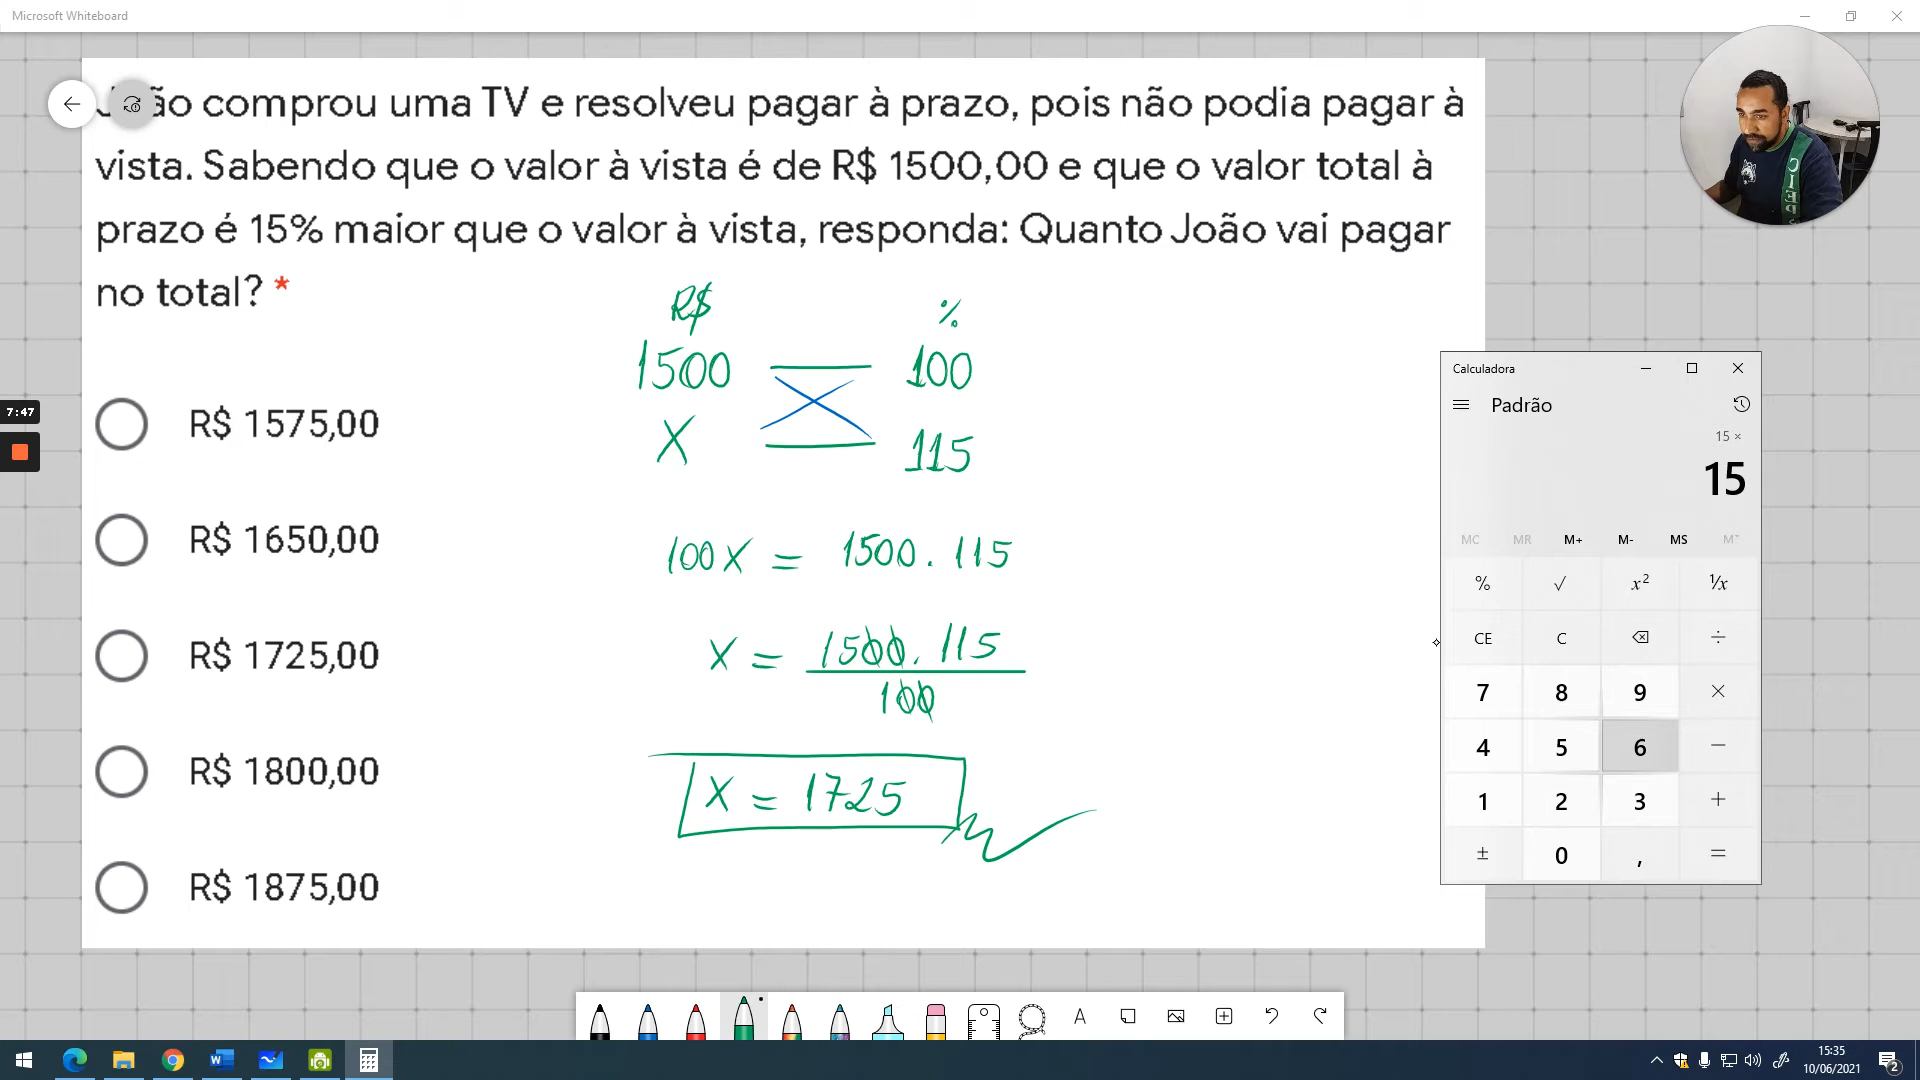 Microsoft Whiteboard
João comprou uma TV e resolveu pagar à prazo, pois não podia pagar à
vista. Sabendo que o valor à vista é de R$ 1500,00 e que o valor total à
prazo é 15% maior que o valor à vista, responda: Quanto João vai pagar
no total? *
R$ %
1500 100
X 115
100X = 1500 . 115
X = 1500 . 115
100
X = 1725
R$ 1575,00
R$ 1650,00
R$ 1725,00
R$ 1800,00
R$ 1875,00
7:47
Calculadora
Padrão
15 ×
15
MC MR M+ M- MS M˅
% √ x² ¹/x
CE C ÷
7 8 9 ×
4 5 6 −
1 2 3 +
± 0 , =
A
15:35
10/06/2021
2